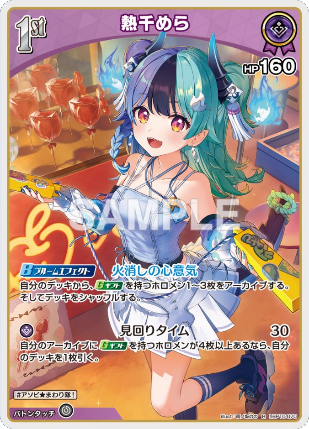 1st
熱千めら
HP160
SAMPLE
ブルームエフェクト 火消しの心意気
自分のデッキから、を持つホロメン1〜3枚をアーカイブする。
そしてデッキをシャッフルする。
見回りタイム 30
自分のアーカイブにを持つホロメンが4枚以上あるなら、自分
のデッキを1枚引く。
#アソビ★まわり隊!
バトンタッチ